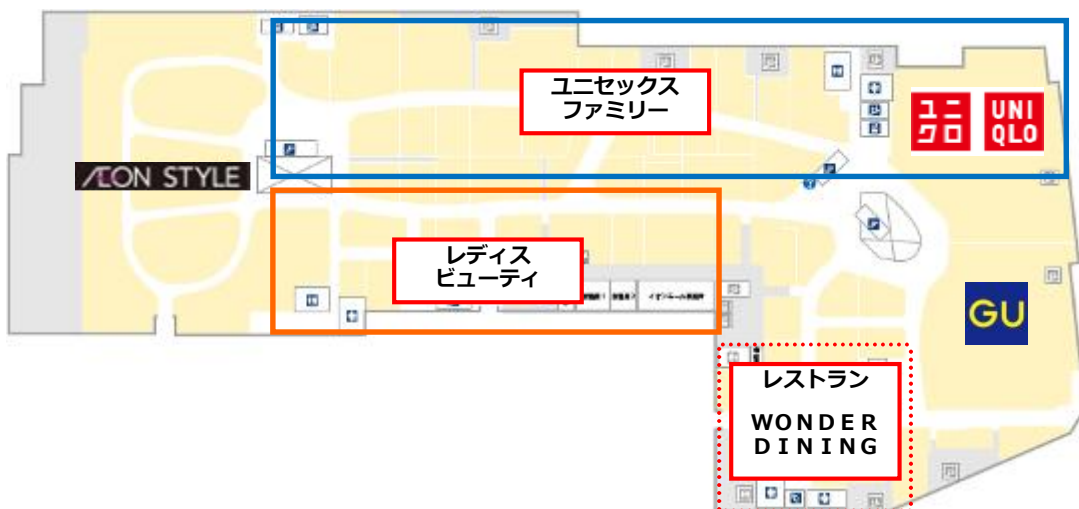 ユニセックス
ファミリー
ユニ
クロ
UNI
QLO
ÆON STYLE
レディス
ビューティ
GU
レストラン
WONDER
DINING